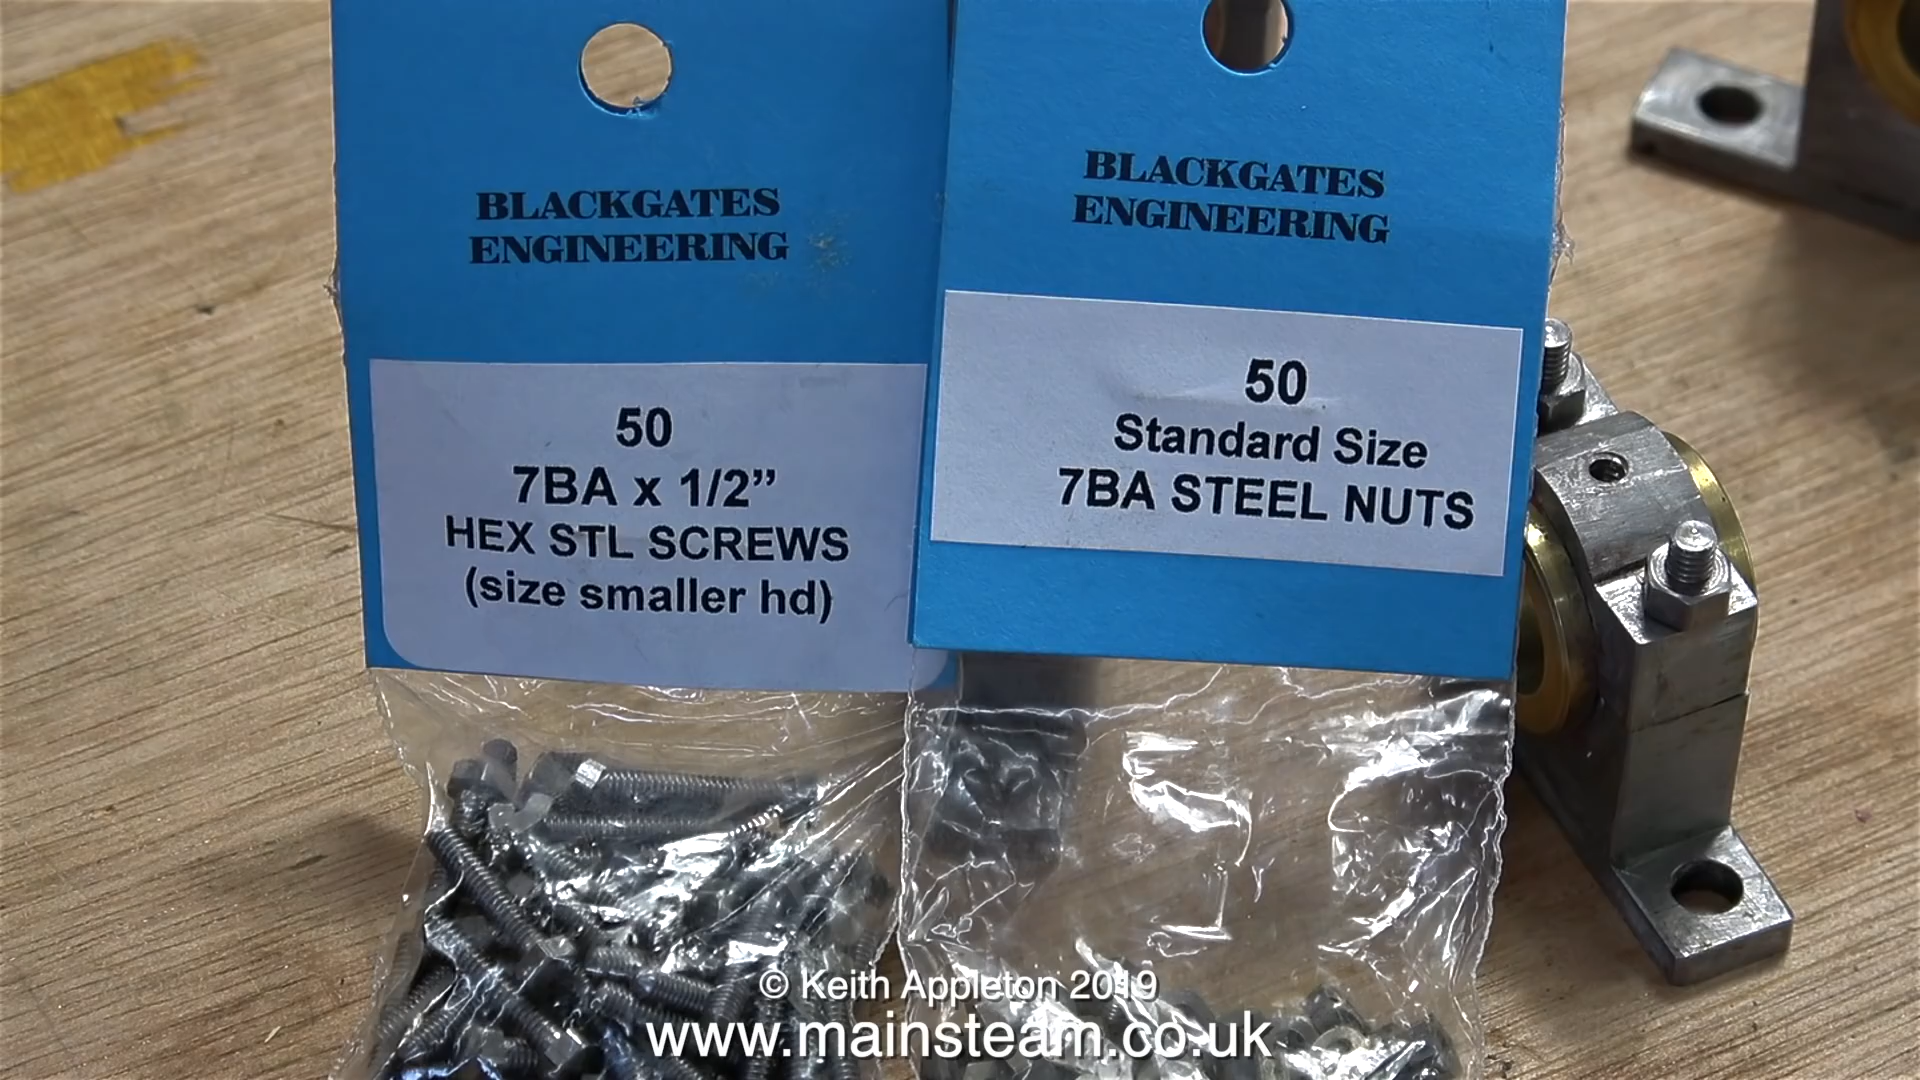 BLACKGATES
ENGINEERING
50
7BA x 1/2”
HEX STL SCREWS
(size smaller hd)
BLACKGATES
ENGINEERING
50
Standard Size
7BA STEEL NUTS
© Keith Appleton 2019
www.mainsteam.co.uk